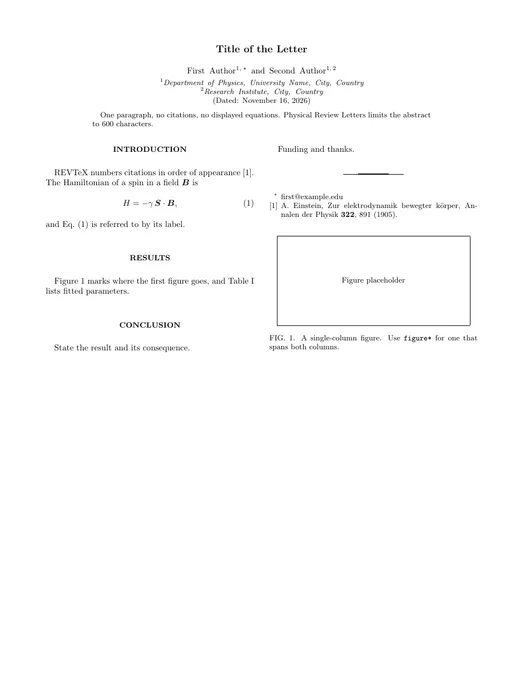 Title of the Letter
First Author1, * and Second Author1, 2
1Department of Physics, University Name, City, Country
2Research Institute, City, Country
(Dated: November 16, 2026)
One paragraph, no citations, no displayed equations. Physical Review Letters limits the abstract
to 600 characters.
INTRODUCTION
REVTeX numbers citations in order of appearance [1].
The Hamiltonian of a spin in a field B is
H = −γ S · B, (1)
and Eq. (1) is referred to by its label.
RESULTS
Figure 1 marks where the first figure goes, and Table I
lists fitted parameters.
CONCLUSION
State the result and its consequence.
Funding and thanks.
* first@example.edu
[1] A. Einstein, Zur elektrodynamik bewegter körper, An-
nalen der Physik 322, 891 (1905).
Figure placeholder
FIG. 1. A single-column figure. Use figure* for one that
spans both columns.